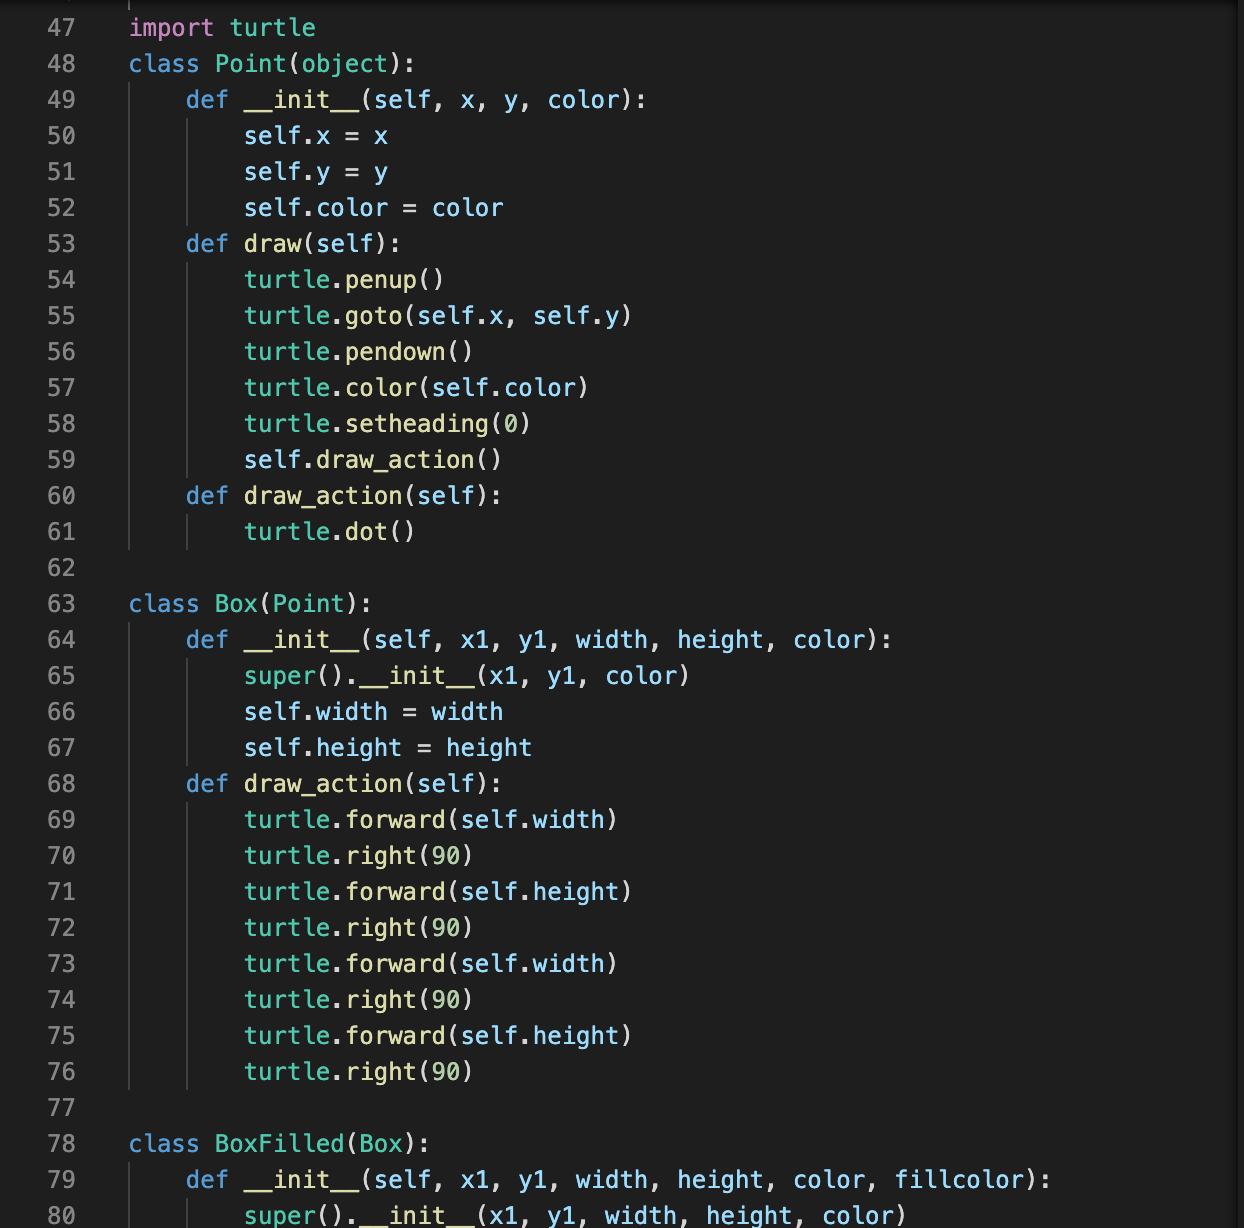 47 import turtle
48 class Point(object):
49     def __init__(self, x, y, color):
50         self.x = x
51         self.y = y
52         self.color = color
53     def draw(self):
54         turtle.penup()
55         turtle.goto(self.x, self.y)
56         turtle.pendown()
57         turtle.color(self.color)
58         turtle.setheading(0)
59         self.draw_action()
60     def draw_action(self):
61         turtle.dot()
62
63 class Box(Point):
64     def __init__(self, x1, y1, width, height, color):
65         super().__init__(x1, y1, color)
66         self.width = width
67         self.height = height
68     def draw_action(self):
69         turtle.forward(self.width)
70         turtle.right(90)
71         turtle.forward(self.height)
72         turtle.right(90)
73         turtle.forward(self.width)
74         turtle.right(90)
75         turtle.forward(self.height)
76         turtle.right(90)
77
78 class BoxFilled(Box):
79     def __init__(self, x1, y1, width, height, color, fillcolor):
80         super().__init__(x1, y1, width, height, color)